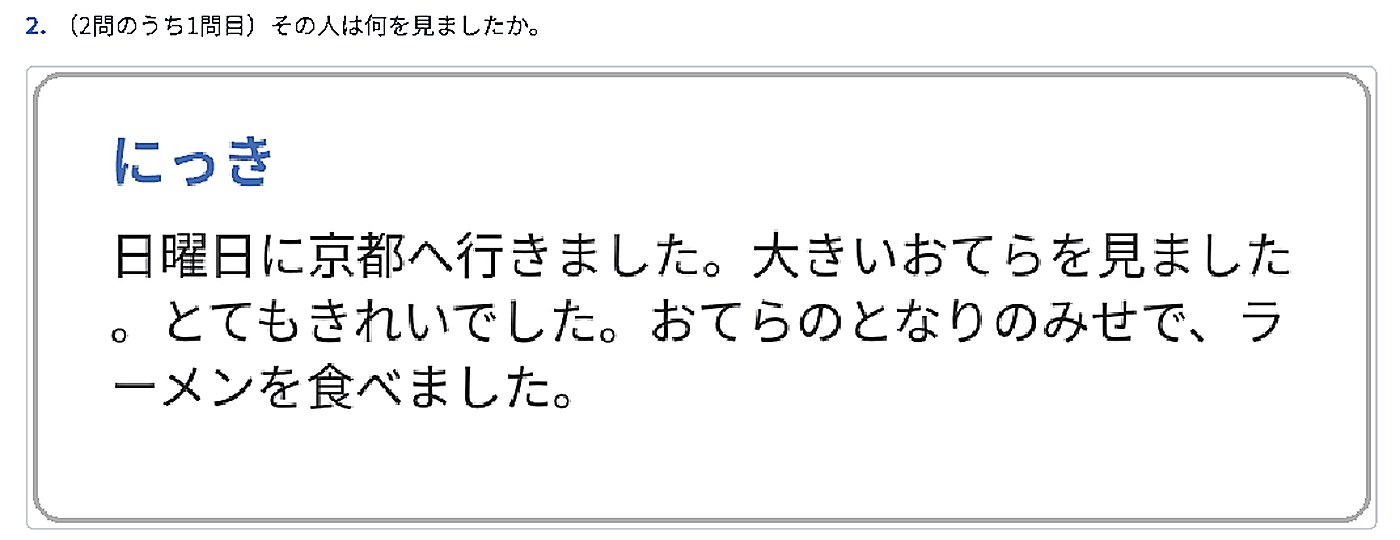 2. （2問のうち1問目）その人は何を見ましたか。
にっき
日曜日に京都へ行きました。大きいおてらを見ました
。とてもきれいでした。おてらのとなりのみせで、ラ
ーメンを食べました。